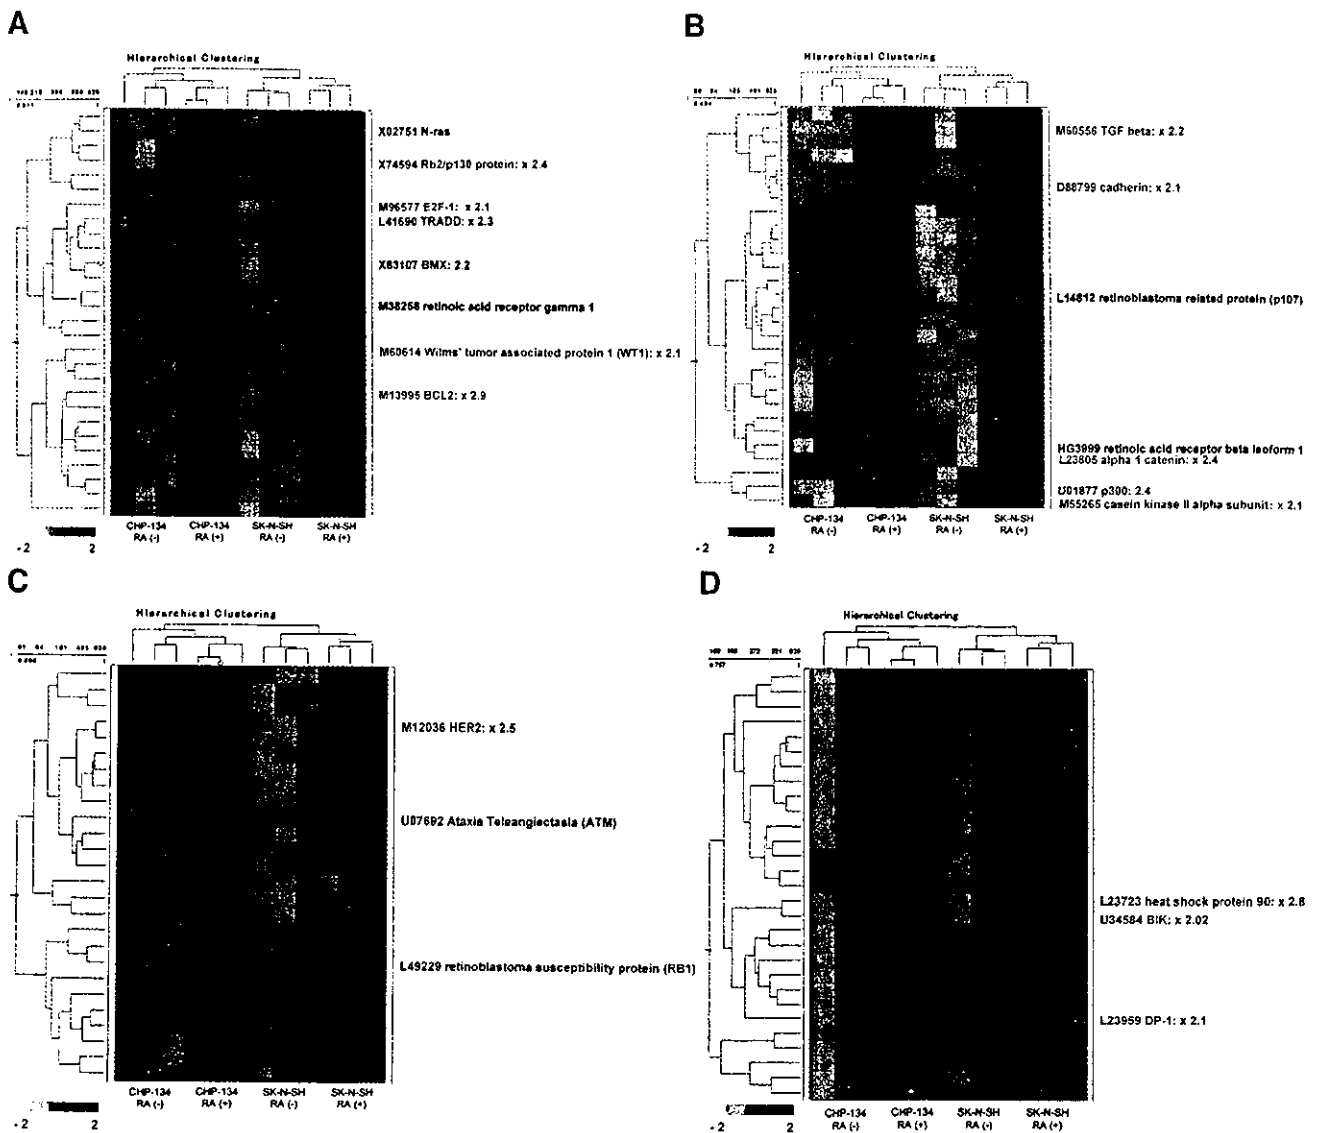 A
Hierarchical Clustering
X02751 N-ras
X74594 Rb2/p130 protein: x 2.4
M96577 E2F-1: x 2.1
L41690 TRADD: x 2.3
X83107 BMX: 2.2
M38258 retinoic acid receptor gamma 1
M60614 Wilms' tumor associated protein 1 (WT1): x 2.1
M13995 BCL2: x 2.9
CHP-134 CHP-134 SK-N-SH SK-N-SH
RA (-) RA (+) RA (-) RA (+)
-2 2
B
Hierarchical Clustering
M60556 TGF beta: x 2.2
D88799 cadherin: x 2.1
L14812 retinoblastoma related protein (p107)
HG3999 retinoic acid receptor beta isoform 1
L23805 alpha 1 catenin: x 2.4
U01877 p300: 2.4
M55265 casein kinase II alpha subunit: x 2.1
CHP-134 CHP-134 SK-N-SH SK-N-SH
RA (-) RA (+) RA (-) RA (+)
-2 2
C
Hierarchical Clustering
M12036 HER2: x 2.5
U07692 Ataxia Teleangiectasia (ATM)
L49229 retinoblastoma susceptibility protein (RB1)
CHP-134 CHP-134 SK-N-SH SK-N-SH
RA (-) RA (+) RA (-) RA (+)
-2 2
D
Hierarchical Clustering
L23723 heat shock protein 90: x 2.8
U34584 BIK: x 2.02
L23959 DP-1: x 2.1
CHP-134 CHP-134 SK-N-SH SK-N-SH
RA (-) RA (+) RA (-) RA (+)
-2 2